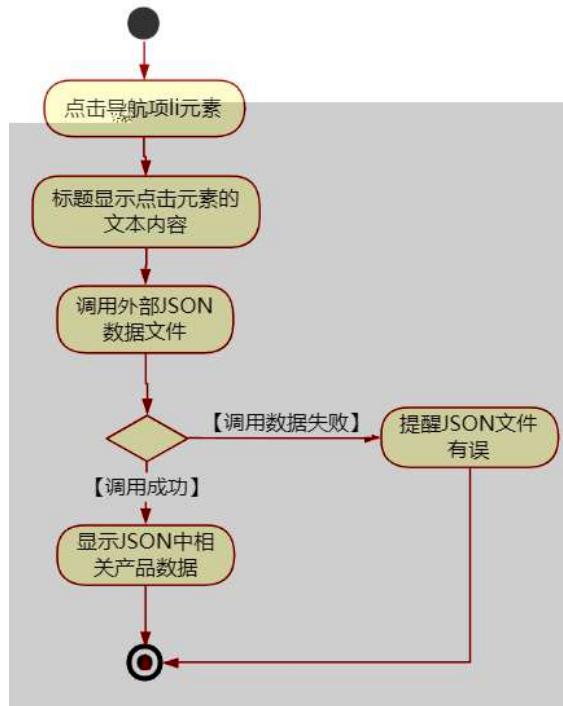 点击导航项li元素
标题显示点击元素的
文本内容
调用外部JSON
数据文件
【调用数据失败】
提醒JSON文件
有误
【调用成功】
显示JSON中相
关产品数据